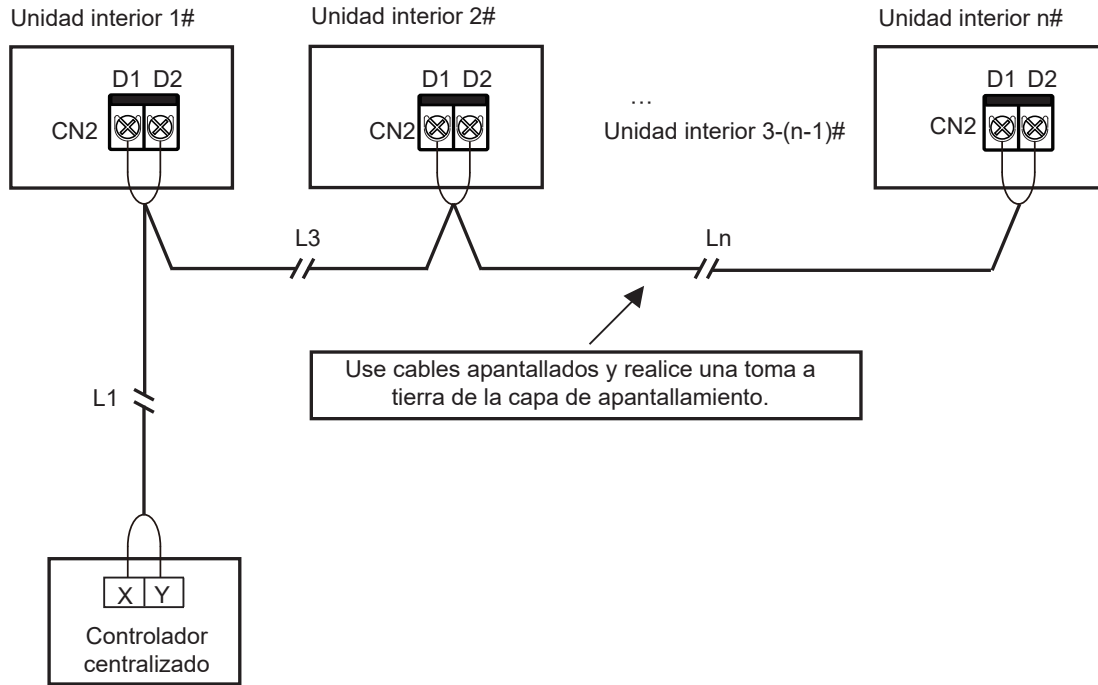 Unidad interior 1#
Unidad interior 2#
Unidad interior n#
D1 D2
D1 D2
D1 D2
CN2
CN2
CN2
...
Unidad interior 3-(n-1)#
L3
Ln
Use cables apantallados y realice una toma a
tierra de la capa de apantallamiento.
L1
X Y
Controlador
centralizado